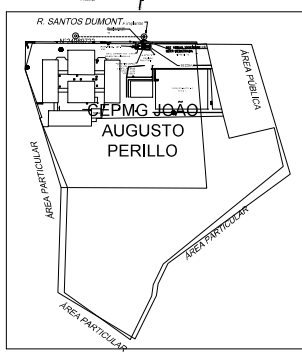 R. SANTOS DUMONT
ÁREA PÚBLICA
CEPMG JOÃO
AUGUSTO
PERILLO
ÁREA PARTICULAR
ÁREA PARTICULAR
ÁREA PARTICULAR